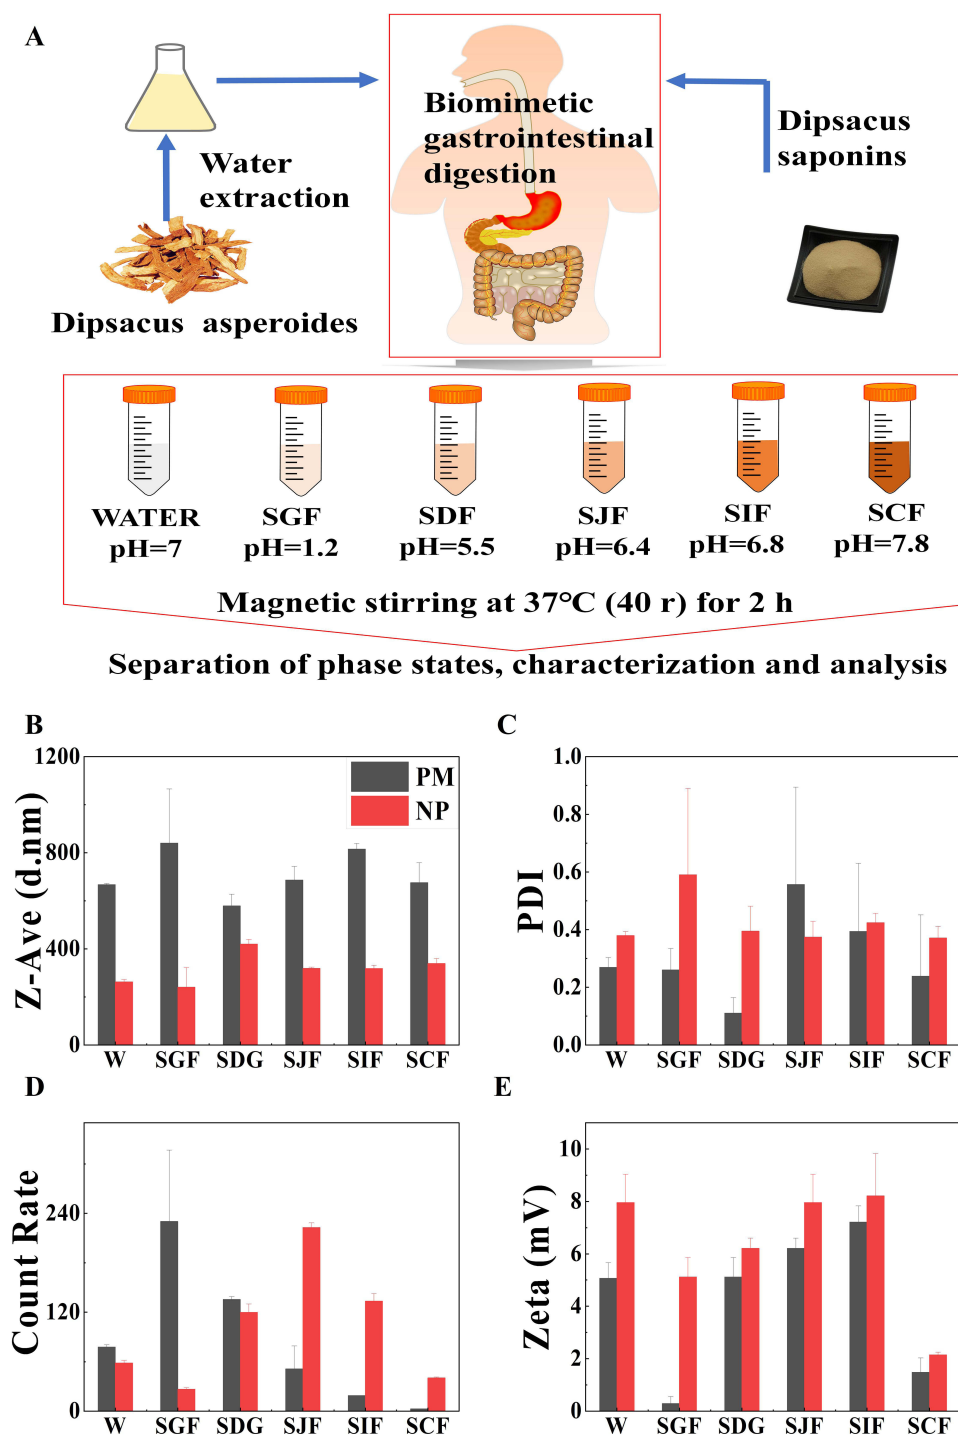 A
Biomimetic
gastrointestinal
digestion
Water
extraction
Dipsacus
saponins
Dipsacus asperoides
WATER
pH=7
SGF
pH=1.2
SDF
pH=5.5
SJF
pH=6.4
SIF
pH=6.8
SCF
pH=7.8
Magnetic stirring at 37°C (40 r) for 2 h
Separation of phase states, characterization and analysis
B
Z-Ave (d.nm)
1200
800
400
0
PM
NP
W SGF SDG SJF SIF SCF
C
PDI
1.0
0.8
0.6
0.4
0.2
0.0
W SGF SDG SJF SIF SCF
D
Count Rate
240
120
0
W SGF SDG SJF SIF SCF
E
Zeta (mV)
10
8
6
4
2
0
W SGF SDG SJF SIF SCF